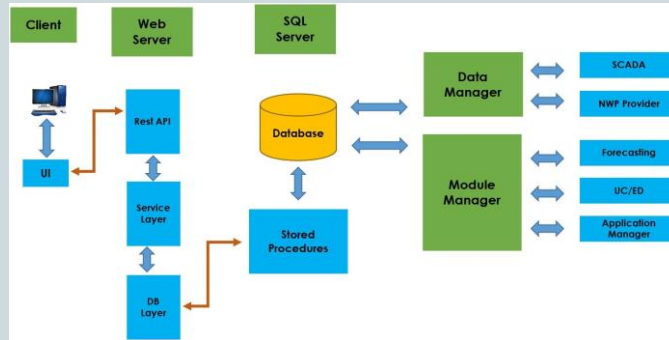 Client
Web
Server
SQL
Server
SCADA
Data
Manager
NWP Provider
Rest API
Database
Forecasting
UI
Module
Manager
UC/ED
Service
Layer
Stored
Procedures
Application
Manager
DB
Layer